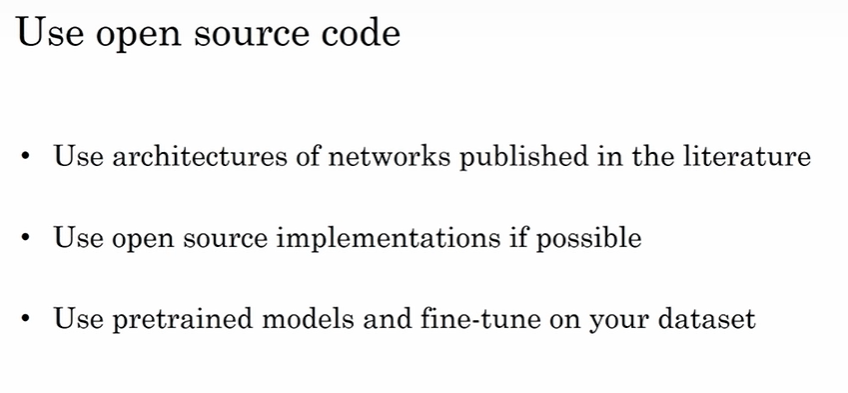 Use open source code
• Use architectures of networks published in the literature
• Use open source implementations if possible
• Use pretrained models and fine-tune on your dataset